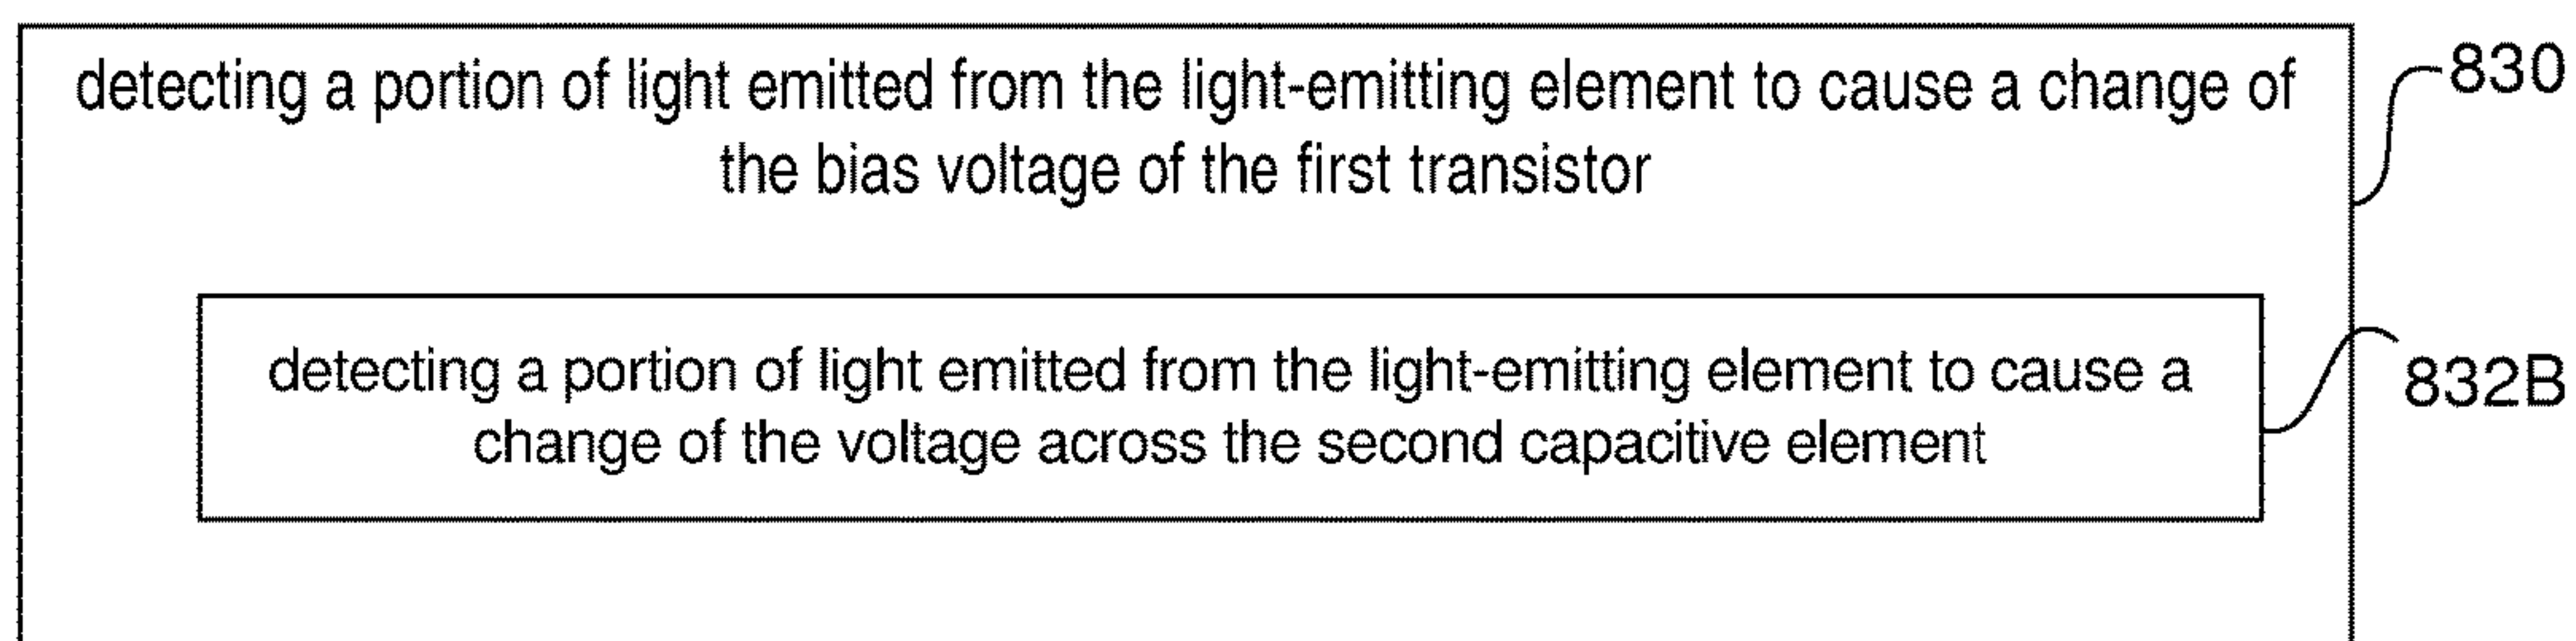 detecting a portion of light emitted from the light-emitting element to cause a change of
the bias voltage of the first transistor
830
detecting a portion of light emitted from the light-emitting element to cause a
change of the voltage across the second capacitive element
832B